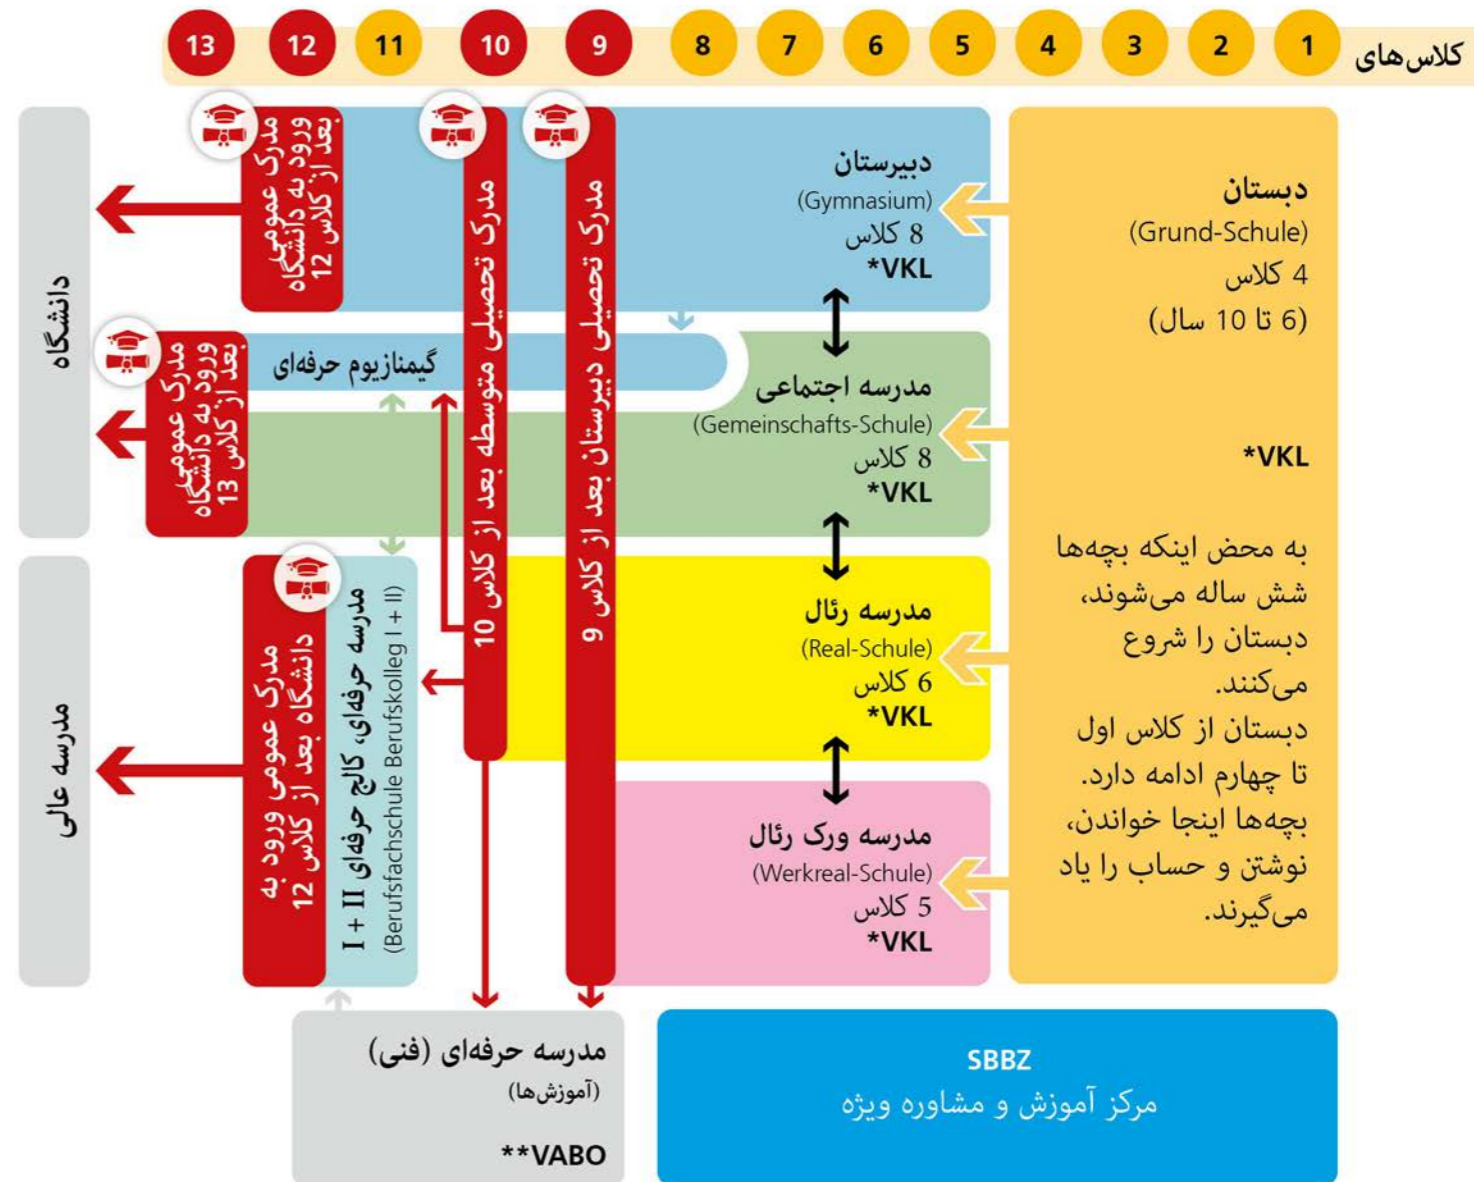 کلاس‌های
1 2 3 4 5 6 7 8 9 10 11 12 13
دبستان
(Grund-Schule)
4 کلاس
(6 تا 10 سال)
*VKL
به محض اینکه بچه‌ها
شش ساله می‌شوند،
دبستان را شروع
می‌کنند.
دبستان از کلاس اول
تا چهارم ادامه دارد.
بچه‌ها اینجا خواندن،
نوشتن و حساب را یاد
می‌گیرند.
دبیرستان
(Gymnasium)
8 کلاس
*VKL
مدرسه اجتماعی
(Gemeinschafts-Schule)
8 کلاس
*VKL
مدرسه رئال
(Real-Schule)
6 کلاس
*VKL
مدرسه ورک رئال
(Werkreal-Schule)
5 کلاس
*VKL
مدرک تحصیلی دبیرستان بعد از کلاس 9
مدرک تحصیلی متوسطه بعد از کلاس 10
گیمنازیوم حرفه‌ای
مدرک عمومی
ورود به دانشگاه
بعد از کلاس 12
مدرک عمومی
ورود به دانشگاه
بعد از کلاس 13
مدرسه حرفه‌ای، کالج حرفه‌ای I + II
(Berufsfachschule Berufskolleg I + II)
مدرک عمومی ورود به
دانشگاه بعد از کلاس 12
دانشگاه
مدرسه عالی
SBBZ
مرکز آموزش و مشاوره ویژه
مدرسه حرفه‌ای (فنی)
(آموزش‌ها)
**VABO